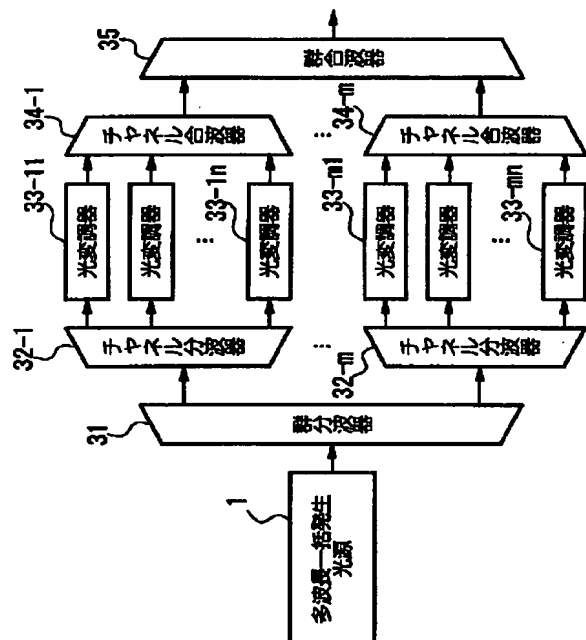 1
多波長一括発生
光源
31
群分波器
32-1
チャネル分波器
⋮
32-m
チャネル分波器
33-11
光変調器
光変調器
⋮
33-1n
光変調器
33-m1
光変調器
光変調器
⋮
33-mn
光変調器
34-1
チャネル合波器
⋮
34-m
チャネル合波器
35
群合波器